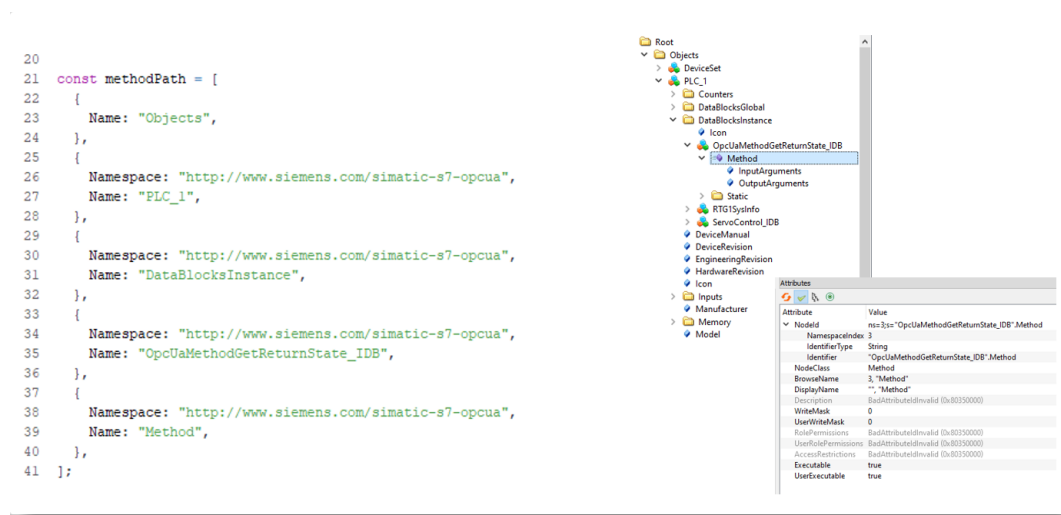 20
21 const methodPath = [
22 {
23 Name: "Objects",
24 },
25 {
26 Namespace: "http://www.siemens.com/simatic-s7-opcua",
27 Name: "PLC_1",
28 },
29 {
30 Namespace: "http://www.siemens.com/simatic-s7-opcua",
31 Name: "DataBlocksInstance",
32 },
33 {
34 Namespace: "http://www.siemens.com/simatic-s7-opcua",
35 Name: "OpcUaMethodGetReturnState_IDB",
36 },
37 {
38 Namespace: "http://www.siemens.com/simatic-s7-opcua",
39 Name: "Method",
40 },
41 ];
Root
Objects
DeviceSet
PLC_1
Counters
DataBlocksGlobal
DataBlocksInstance
Icon
OpcUaMethodGetReturnState_IDB
Method
InputArguments
OutputArguments
Static
RTG1SysInfo
ServoControl_IDB
DeviceManual
DeviceRevision
EngineeringRevision
HardwareRevision
Icon
Inputs
Manufacturer
Memory
Model
Attributes
Attribute Value
NodeId ns=3;s="OpcUaMethodGetReturnState_IDB".Method
NamespaceIndex 3
IdentifierType String
Identifier "OpcUaMethodGetReturnState_IDB".Method
NodeClass Method
BrowseName 3, "Method"
DisplayName "", "Method"
Description BadAttributeIdInvalid (0x80350000)
WriteMask 0
UserWriteMask 0
RolePermissions BadAttributeIdInvalid (0x80350000)
UserRolePermissions BadAttributeIdInvalid (0x80350000)
AccessRestrictions BadAttributeIdInvalid (0x80350000)
Executable true
UserExecutable true